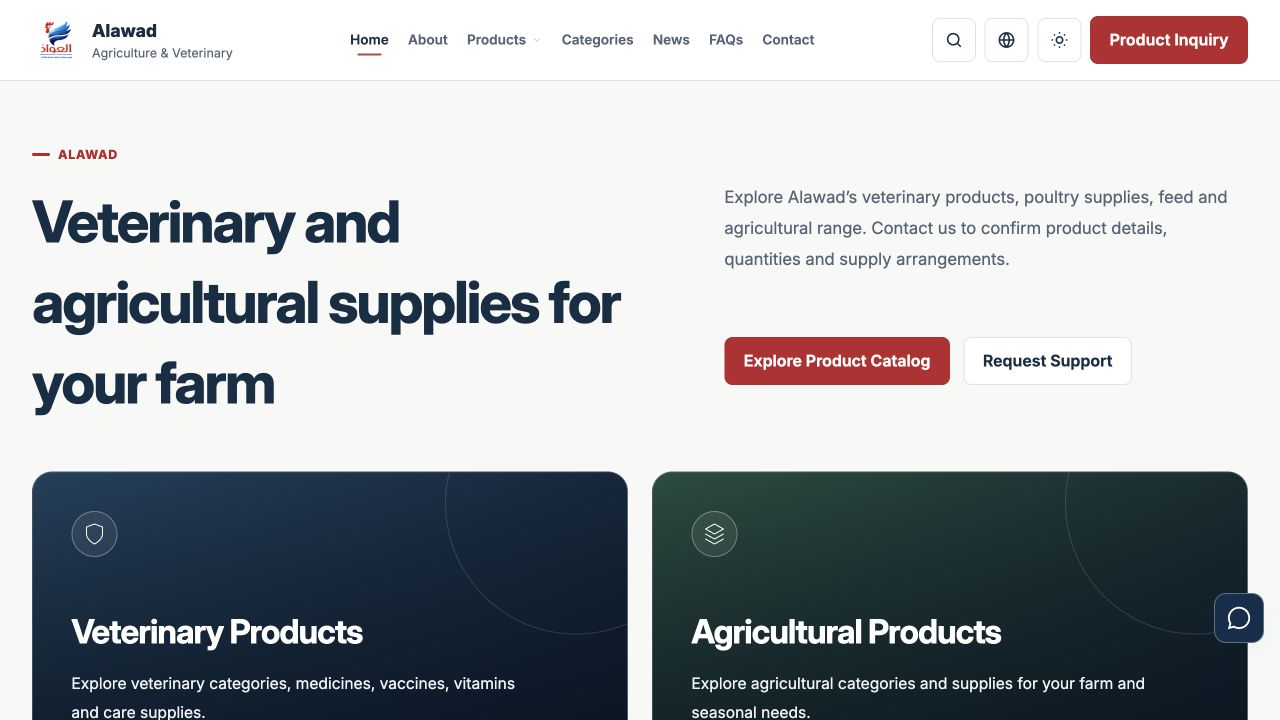 العواد
Alawad
Agriculture & Veterinary
Home
About
Products
Categories
News
FAQs
Contact
Product Inquiry
ALAWAD
Veterinary and
agricultural supplies for
your farm
Explore Alawad’s veterinary products, poultry supplies, feed and
agricultural range. Contact us to confirm product details,
quantities and supply arrangements.
Explore Product Catalog
Request Support
Veterinary Products
Explore veterinary categories, medicines, vaccines, vitamins
and care supplies.
Agricultural Products
Explore agricultural categories and supplies for your farm and
seasonal needs.